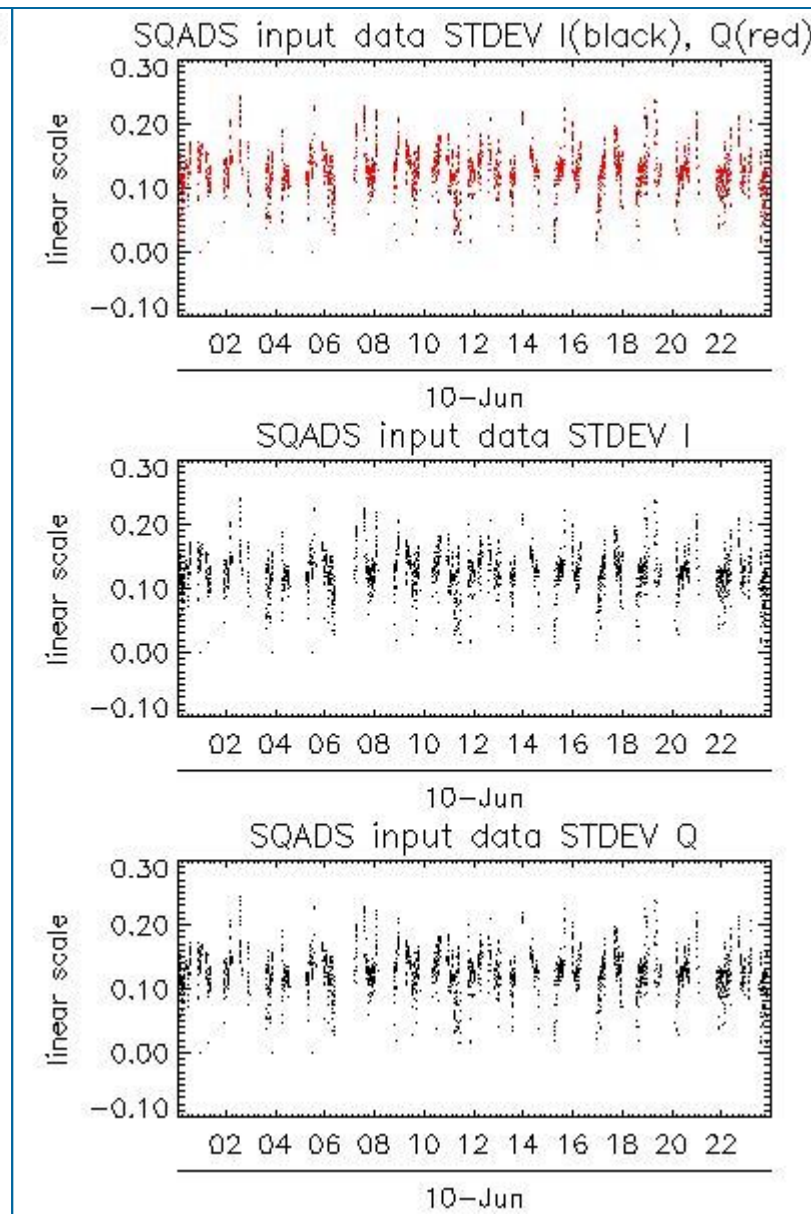 SQADS input data STDEV I(black), Q(red)
0.30
0.20
0.10
0.00
-0.10
linear scale
02 04 06 08 10 12 14 16 18 20 22
10-Jun
SQADS input data STDEV I
0.30
0.20
0.10
0.00
-0.10
linear scale
02 04 06 08 10 12 14 16 18 20 22
10-Jun
SQADS input data STDEV Q
0.30
0.20
0.10
0.00
-0.10
linear scale
02 04 06 08 10 12 14 16 18 20 22
10-Jun